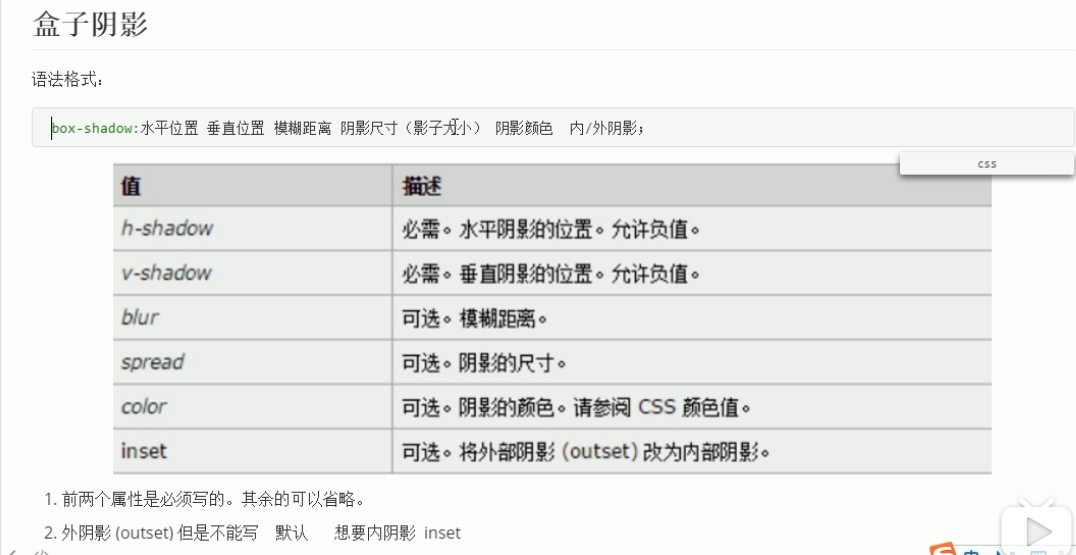 盒子阴影
语法格式：
box-shadow:水平位置 垂直位置 模糊距离 阴影尺寸（影子大小） 阴影颜色 内/外阴影；
css
值 描述
h-shadow 必需。水平阴影的位置。允许负值。
v-shadow 必需。垂直阴影的位置。允许负值。
blur 可选。模糊距离。
spread 可选。阴影的尺寸。
color 可选。阴影的颜色。请参阅 CSS 颜色值。
inset 可选。将外部阴影 (outset) 改为内部阴影。
1. 前两个属性是必须写的。其余的可以省略。
2. 外阴影 (outset) 但是不能写 默认 想要内阴影 inset